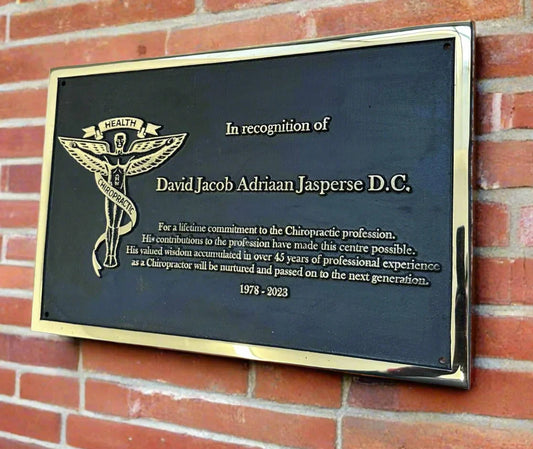 HEALTH
CHIROPRACTIC
In recognition of
David Jacob Adriaan Jasperse D.C.
For a lifetime commitment to the Chiropractic profession.
His contributions to the profession have made this centre possible.
His valued wisdom accumulated in over 45 years of professional experience
as a Chiropractor will be nurtured and passed on to the next generation.
1978 - 2023